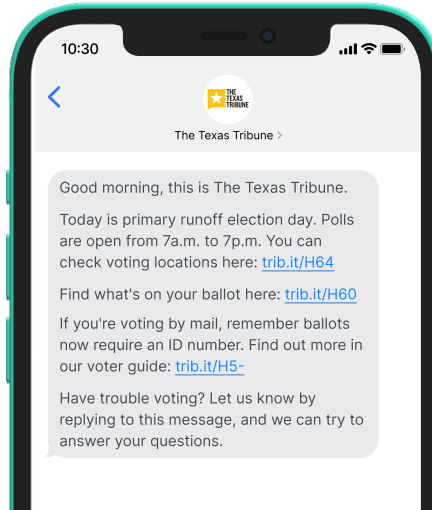 10:30
THE
TEXAS
TRIBUNE
The Texas Tribune >
Good morning, this is The Texas Tribune.
Today is primary runoff election day. Polls
are open from 7a.m. to 7p.m. You can
check voting locations here: trib.it/H64
Find what's on your ballot here: trib.it/H60
If you're voting by mail, remember ballots
now require an ID number. Find out more in
our voter guide: trib.it/H5-
Have trouble voting? Let us know by
replying to this message, and we can try to
answer your questions.